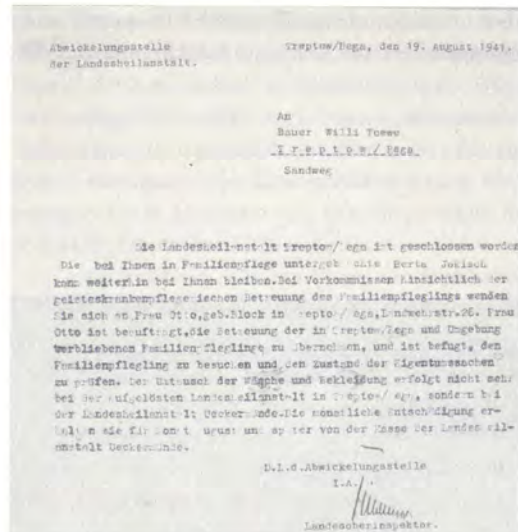 Abwickelungsstelle
der Landesheilanstalt.
Treptow/Rega, den 19. August 1941.
An
Bauer Willi
Treptow/Rega
Sandweg
Die Landesheilanstalt Treptow/Rega ist geschlossen worden
Die bei Ihnen in Familienpflege untergebrachte Berta
kann weiterhin bei Ihnen bleiben.Bei Vorkommnissen hinsichtlich der
geisteskrankenpflegerischen Betreuung des Familienpfleglings wenden
Sie sich an Frau Otto,geb.Block in Treptow/Rega, Frau
Otto ist beauftragt,die Betreuung der in Treptow/Rega und Umgebung
verbliebenen Familienpfleglinge zu übernehmen, und ist befugt, den
Familienpflegling zu besuchen und den Zustand der Eigentumssachen
zu prüfen. Der Umtausch der Wäsche und Bekleidung erfolgt nicht mehr
bei der aufgelösten Landesheilanstalt in Treptow/Rega, sondern bei
der Landesheilanstalt Ueckermünde.Die monatliche Entschädigung er-
halten Sie für Monat August und später von der Kasse der Landesheil-
anstalt Ueckermünde.
D.L.d.Abwickelungsstelle
I.A.
Landesoberinspektor.